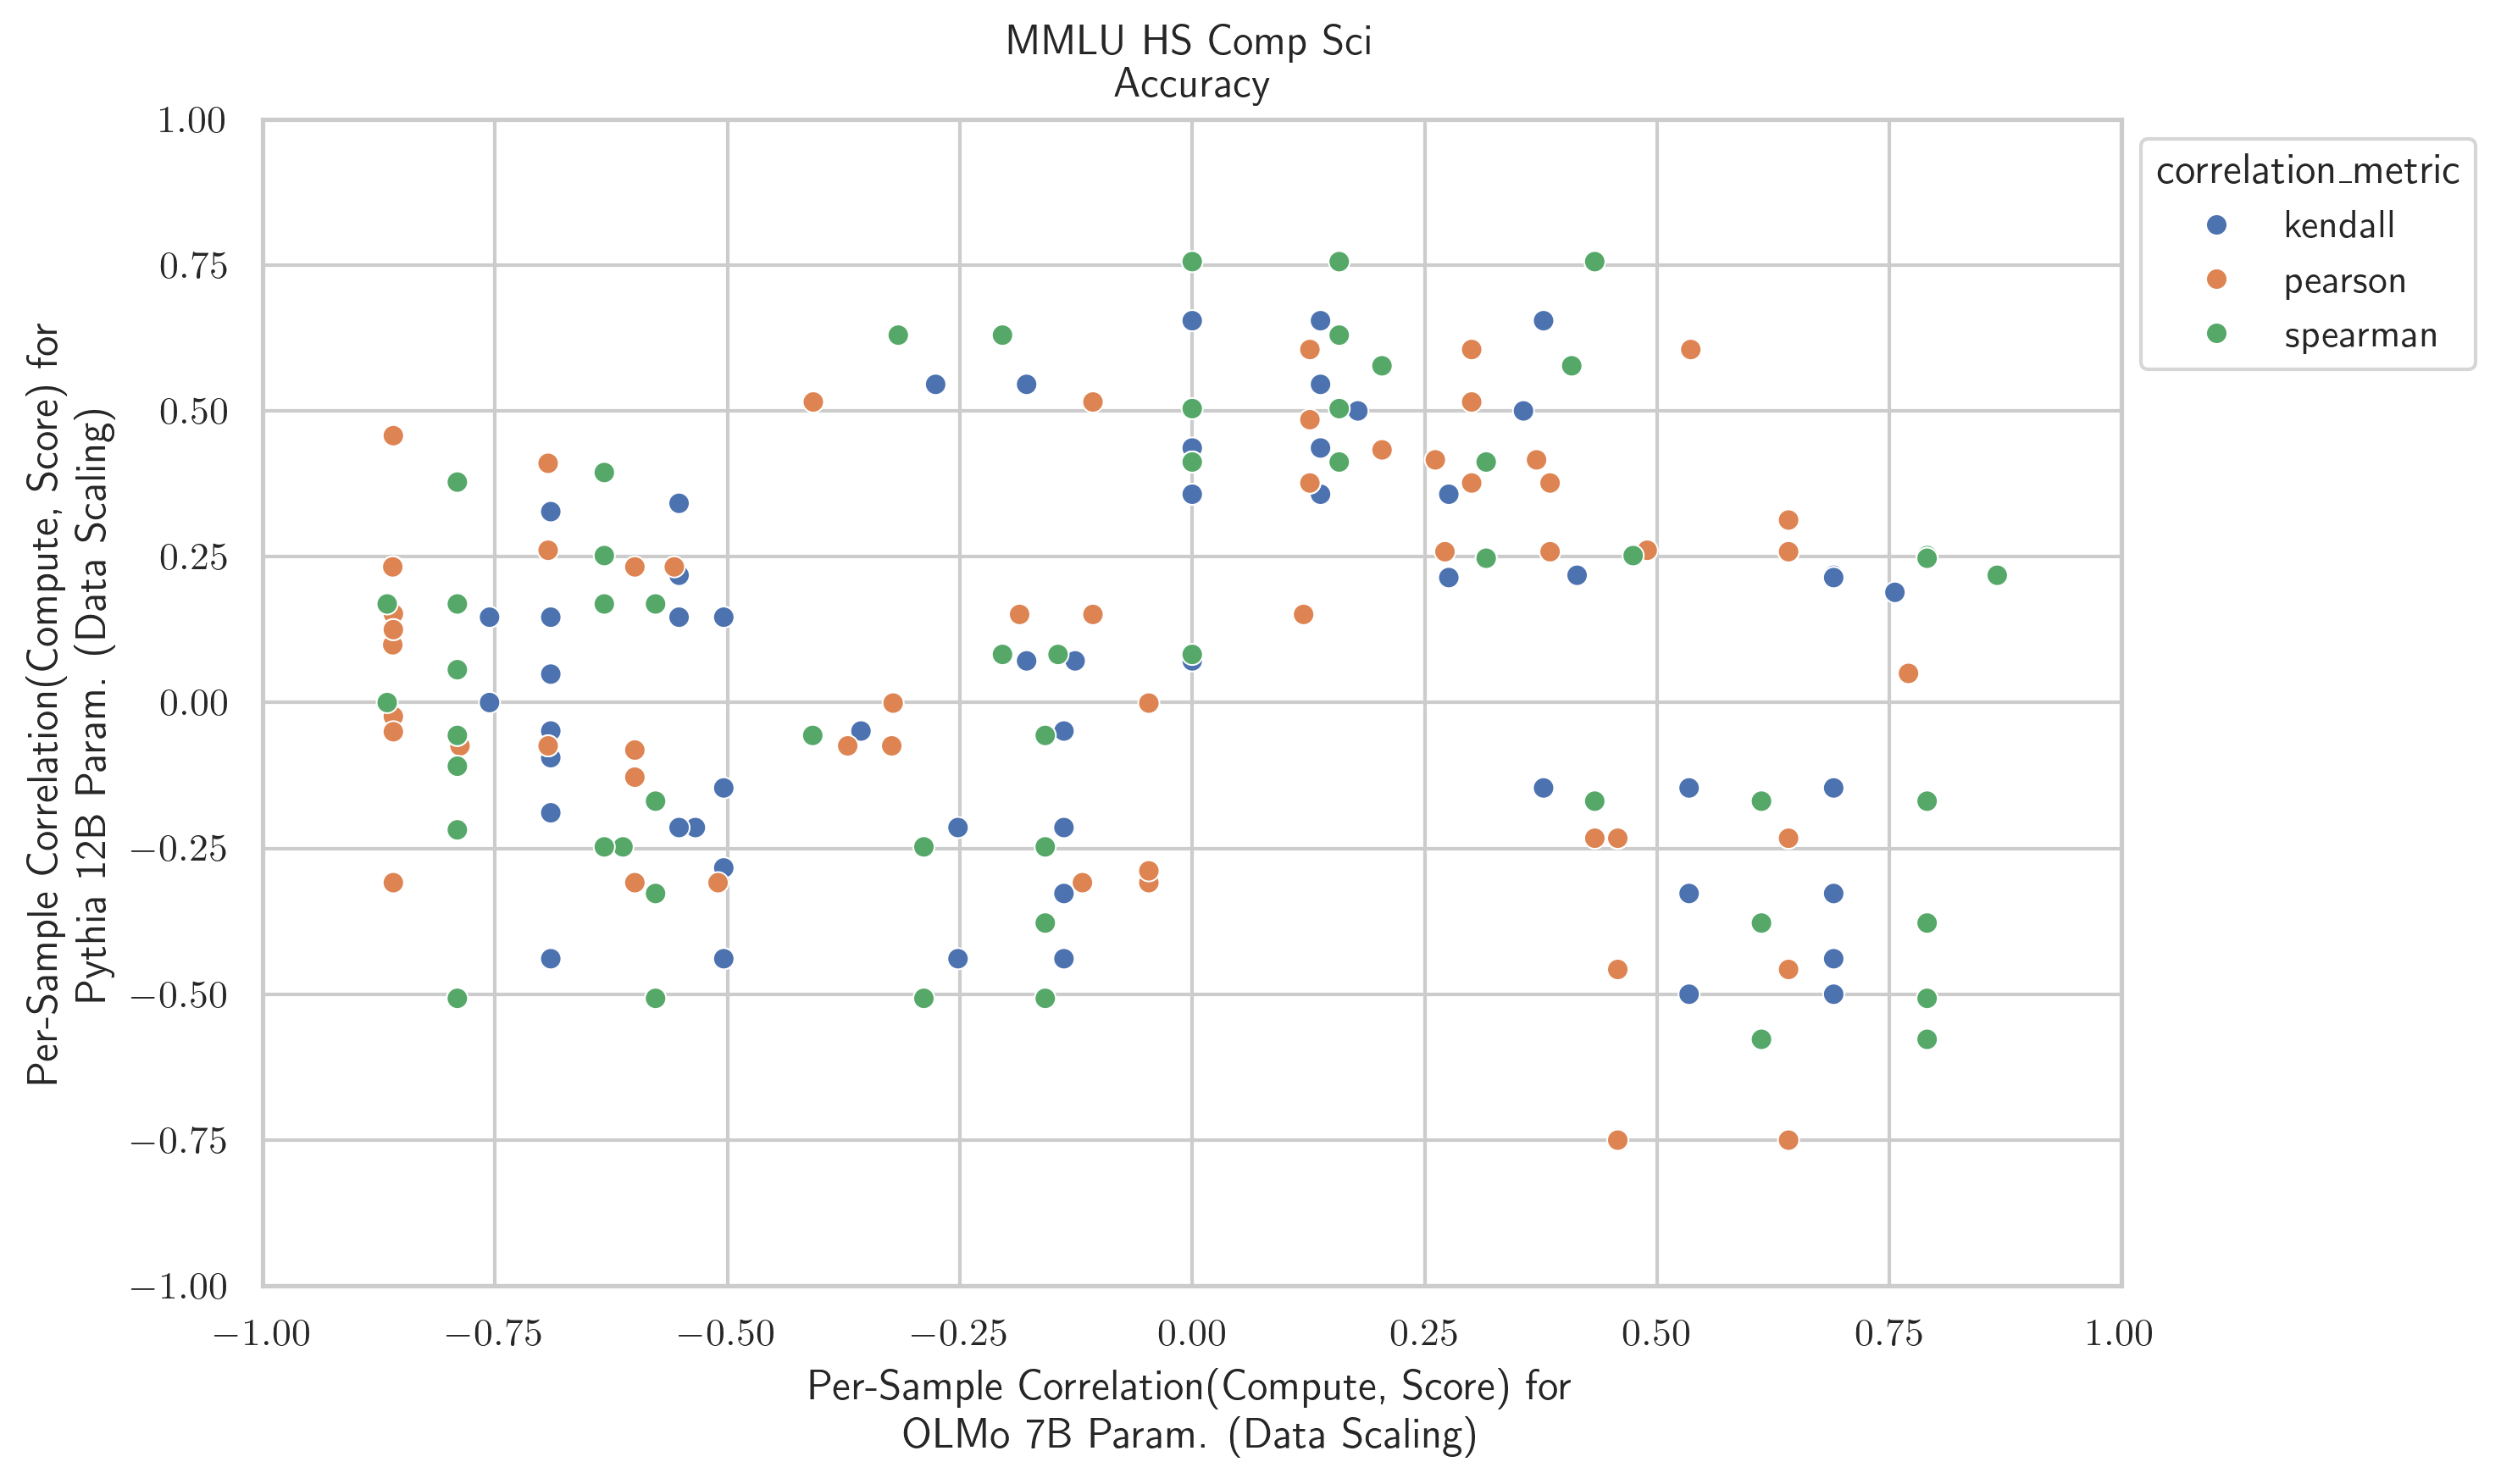 MMLU HS Comp Sci
Accuracy
1.00
0.75
0.50
0.25
0.00
−0.25
−0.50
−0.75
−1.00
Per-Sample Correlation(Compute, Score) for
Pythia 12B Param. (Data Scaling)
−1.00
−0.75
−0.50
−0.25
0.00
0.25
0.50
0.75
1.00
Per-Sample Correlation(Compute, Score) for
OLMo 7B Param. (Data Scaling)
correlation_metric
kendall
pearson
spearman